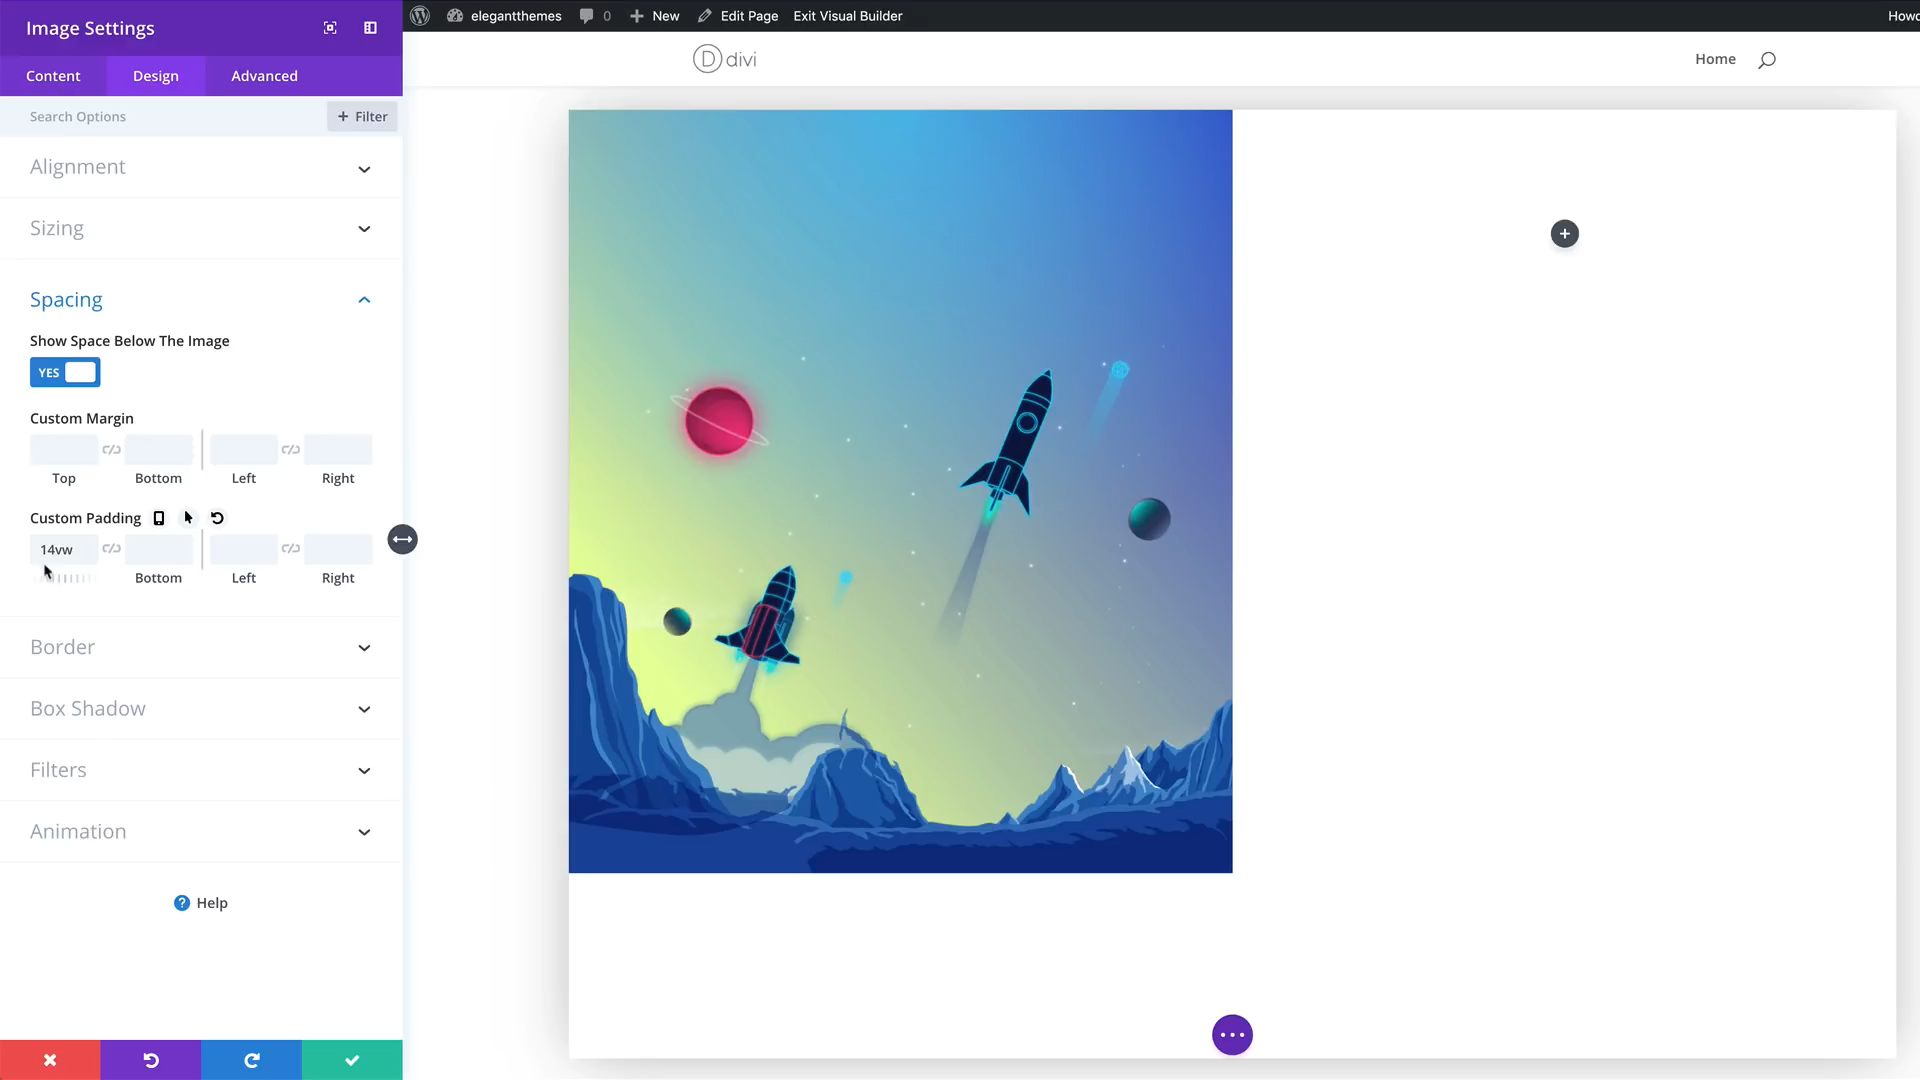 Image Settings
Content Design Advanced
Search Options + Filter
Alignment
Sizing
Spacing
Show Space Below The Image
YES
Custom Margin
Top Bottom Left Right
Custom Padding
14vw
Bottom Left Right
Border
Box Shadow
Filters
Animation
? Help
elegantthemes 0 + New Edit Page Exit Visual Builder Howd
D divi
Home